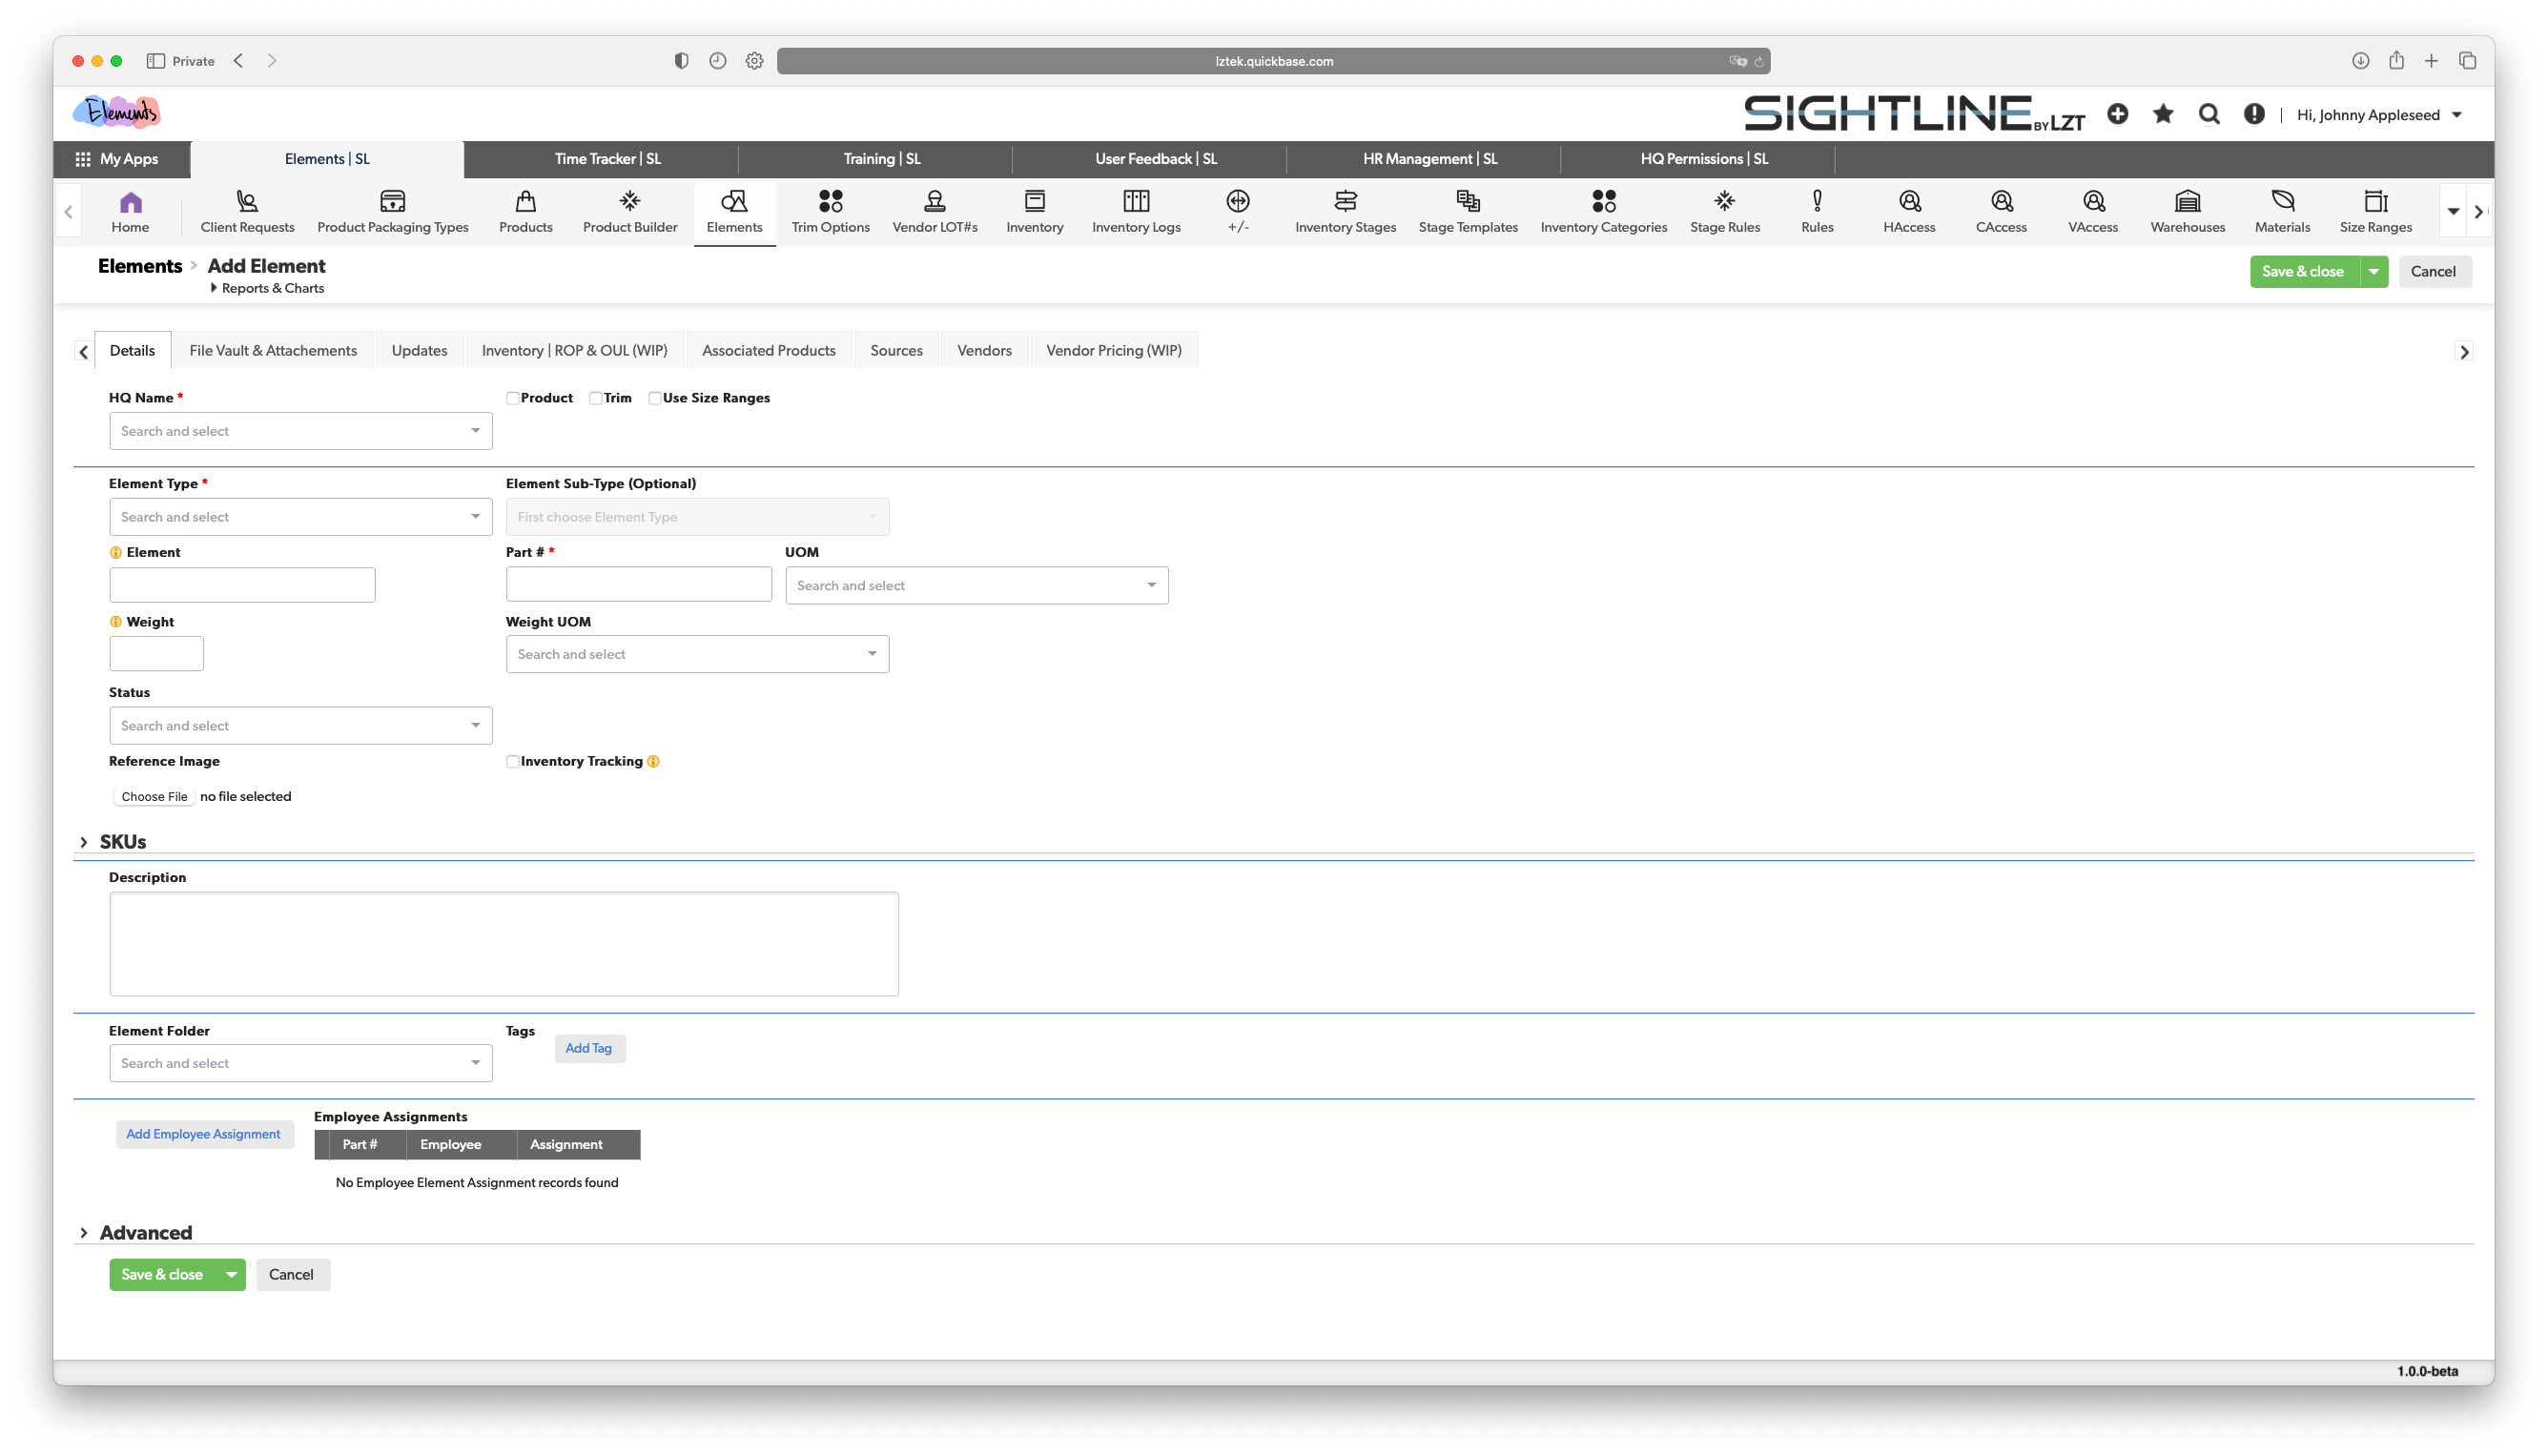 Private
lztek.quickbase.com
Elements
SIGHTLINE BY LZT
Hi, Johnny Appleseed
My Apps
Elements | SL
Time Tracker | SL
Training | SL
User Feedback | SL
HR Management | SL
HQ Permissions | SL
Home
Client Requests
Product Packaging Types
Products
Product Builder
Elements
Trim Options
Vendor LOT#s
Inventory
Inventory Logs
+/-
Inventory Stages
Stage Templates
Inventory Categories
Stage Rules
Rules
HAccess
CAccess
VAccess
Warehouses
Materials
Size Ranges
Elements > Add Element
Reports & Charts
Save & close
Cancel
Details
File Vault & Attachements
Updates
Inventory | ROP & OUL (WIP)
Associated Products
Sources
Vendors
Vendor Pricing (WIP)
HQ Name *
Product
Trim
Use Size Ranges
Search and select
Element Type *
Element Sub-Type (Optional)
Search and select
First choose Element Type
Element
Part # *
UOM
Search and select
Weight
Weight UOM
Search and select
Status
Search and select
Reference Image
Inventory Tracking
Choose File no file selected
SKUs
Description
Element Folder
Tags
Add Tag
Search and select
Employee Assignments
Add Employee Assignment
Part #
Employee
Assignment
No Employee Element Assignment records found
Advanced
Save & close
Cancel
1.0.0-beta